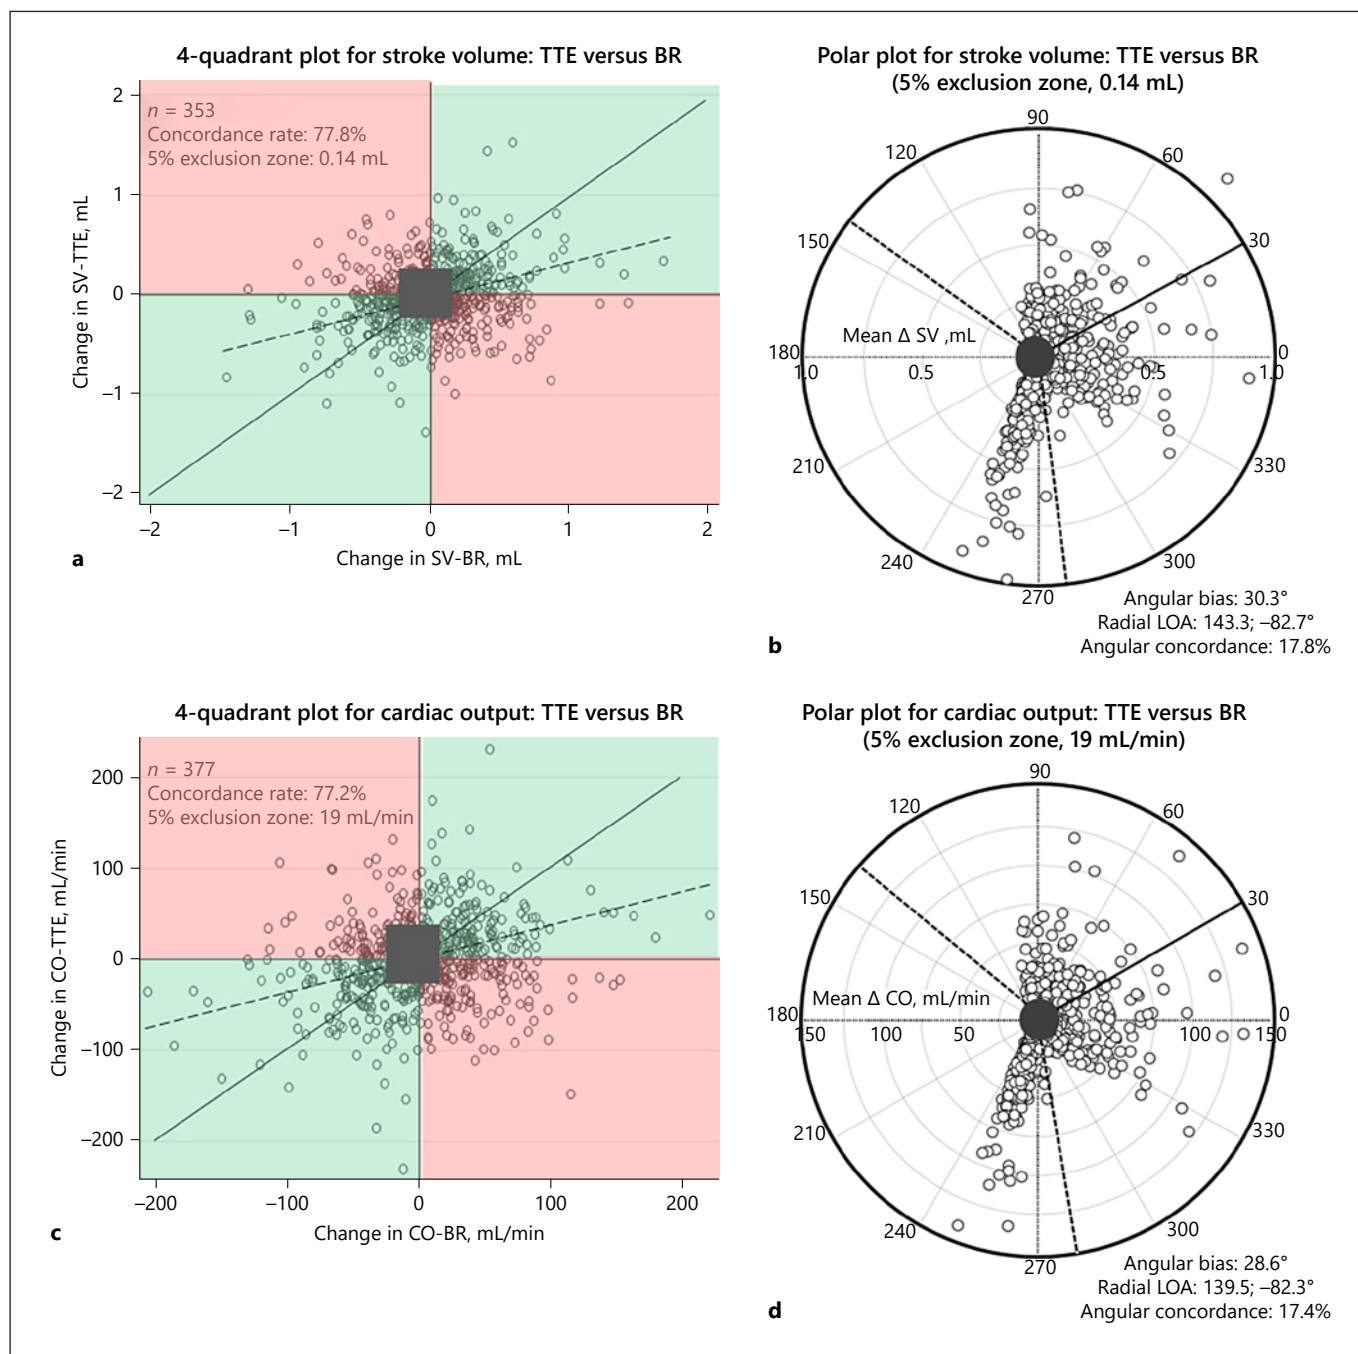 4-quadrant plot for stroke volume: TTE versus BR
n = 353
Concordance rate: 77.8%
5% exclusion zone: 0.14 mL
Change in SV-TTE, mL
2
1
0
–1
–2
–2
–1
0
1
2
Change in SV-BR, mL
a
Polar plot for stroke volume: TTE versus BR
(5% exclusion zone, 0.14 mL)
90
120
60
150
30
Mean Δ SV ,mL
180
0
1.0
0.5
0.5
1.0
210
330
240
300
270
Angular bias: 30.3°
Radial LOA: 143.3; –82.7°
Angular concordance: 17.8%
b
4-quadrant plot for cardiac output: TTE versus BR
n = 377
Concordance rate: 77.2%
5% exclusion zone: 19 mL/min
Change in CO-TTE, mL/min
200
100
0
–100
–200
–200
–100
0
100
200
Change in CO-BR, mL/min
c
Polar plot for cardiac output: TTE versus BR
(5% exclusion zone, 19 mL/min)
90
120
60
150
30
Mean Δ CO, mL/min
180
0
150
100
50
100
150
210
330
240
300
270
Angular bias: 28.6°
Radial LOA: 139.5; –82.3°
Angular concordance: 17.4%
d